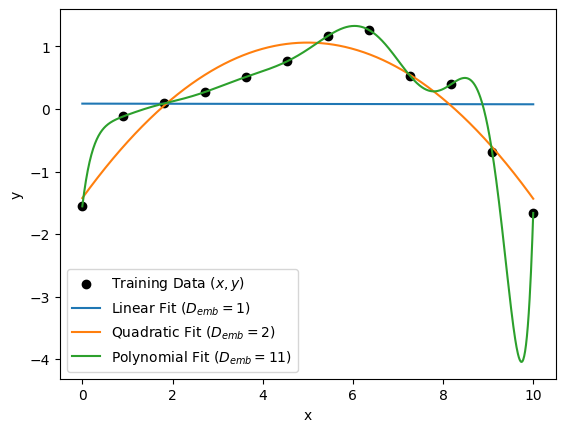 1
0
−1
−2
−3
−4
y
Training Data (x, y)
Linear Fit (D_emb = 1)
Quadratic Fit (D_emb = 2)
Polynomial Fit (D_emb = 11)
0 2 4 6 8 10
x